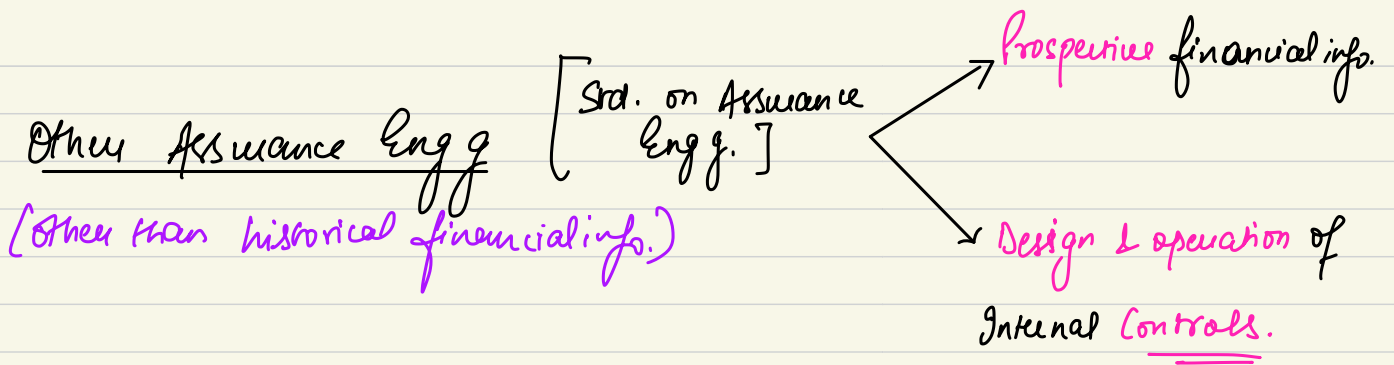 Prospective financial info.
Other Assurance Engg [Std. on Assurance
Engg.]
(Other than historical financial info.)
Design & operation of
Internal Controls.